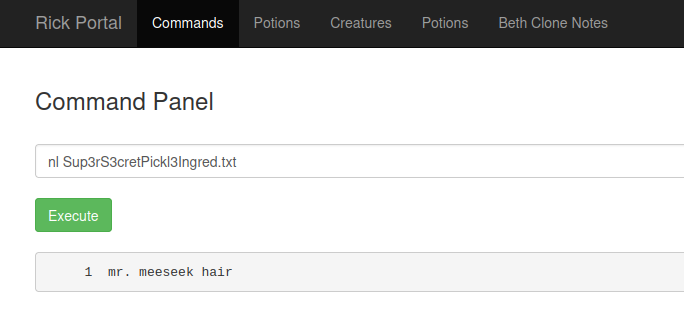 Rick Portal Commands Potions Creatures Potions Beth Clone Notes
Command Panel
nl Sup3rS3cretPickl3Ingred.txt
Execute
1 mr. meeseek hair